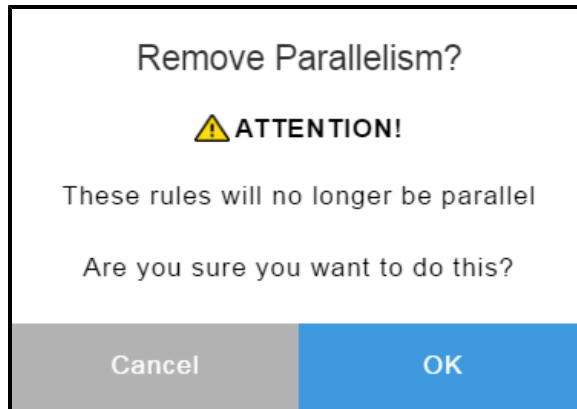 Remove Parallelism?
ATTENTION!
These rules will no longer be parallel
Are you sure you want to do this?
Cancel
OK